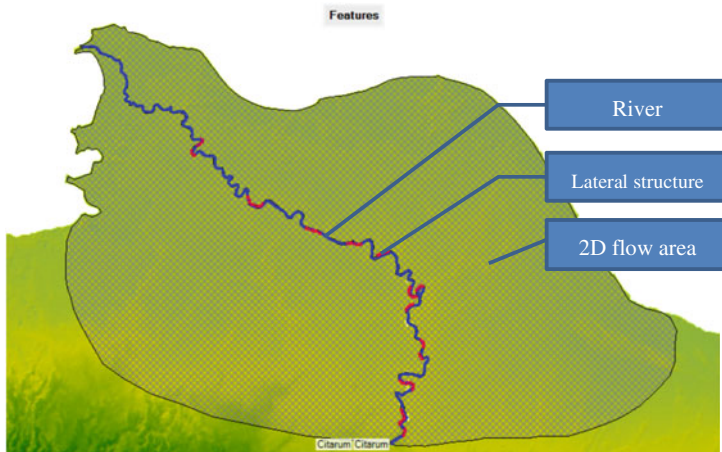 Features
River
Lateral structure
2D flow area
Citarum Citarum